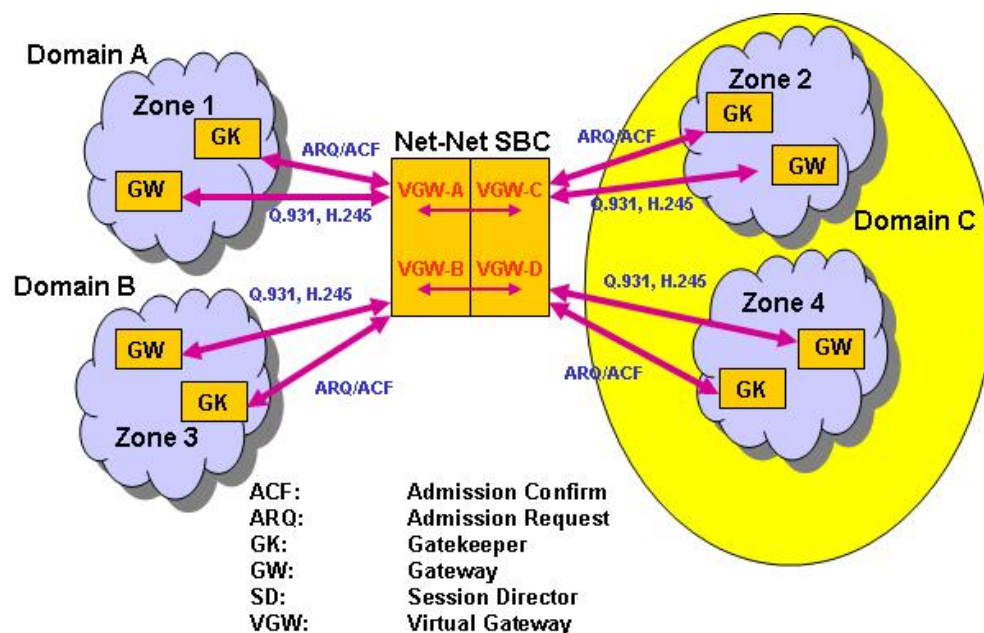 Domain A
Zone 1
GK
GW
ARQ/ACF
Q.931, H.245
Net-Net SBC
VGW-A
VGW-C
VGW-B
VGW-D
ARQ/ACF
Q.931, H.245
Zone 2
GK
GW
Domain C
Domain B
GW
GK
Zone 3
Q.931, H.245
ARQ/ACF
Q.931, H.245
ARQ/ACF
Zone 4
GW
GK
ACF: Admission Confirm
ARQ: Admission Request
GK: Gatekeeper
GW: Gateway
SD: Session Director
VGW: Virtual Gateway